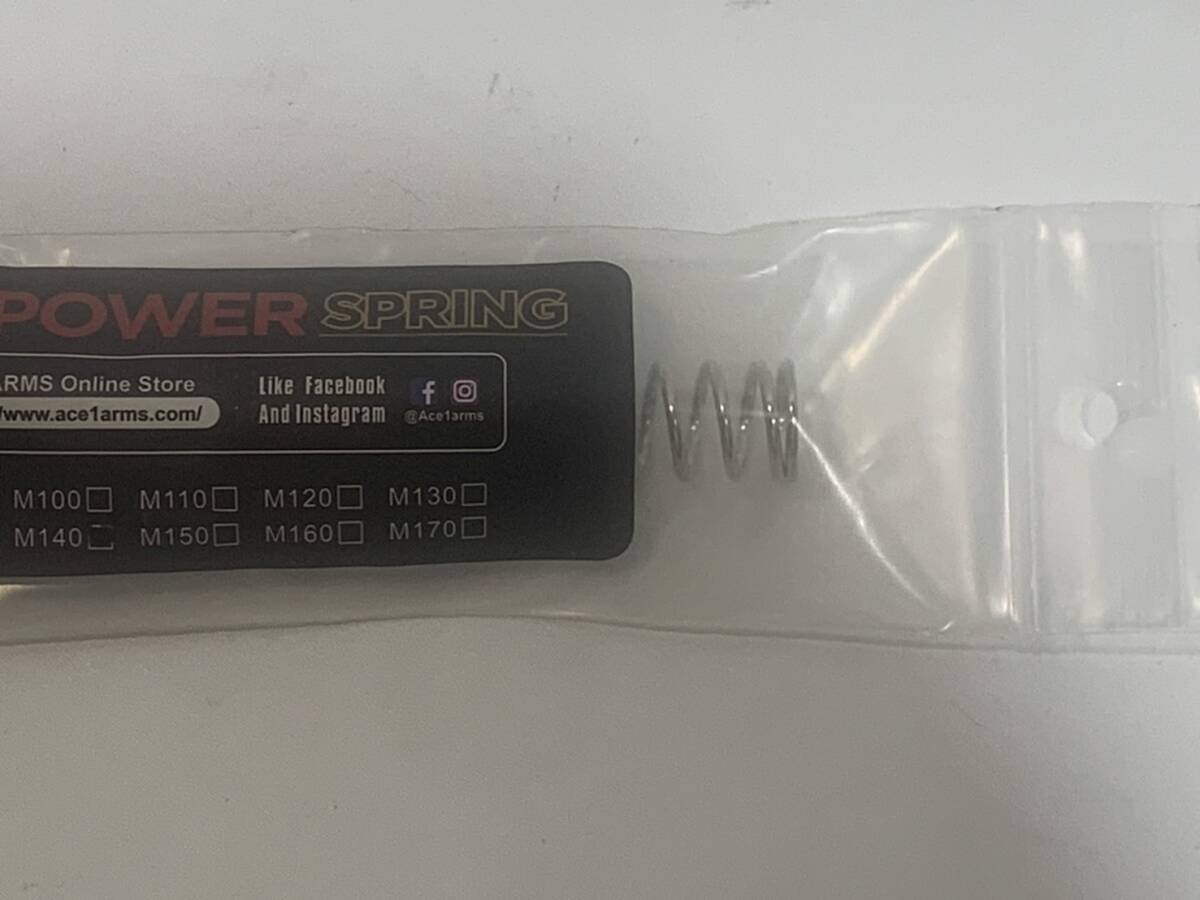 POWER SPRING
ARMS Online Store
/www.ace1arms.com/
Like Facebook
And Instagram
@Ace1arms
M100 M110 M120 M130
M140 M150 M160 M170